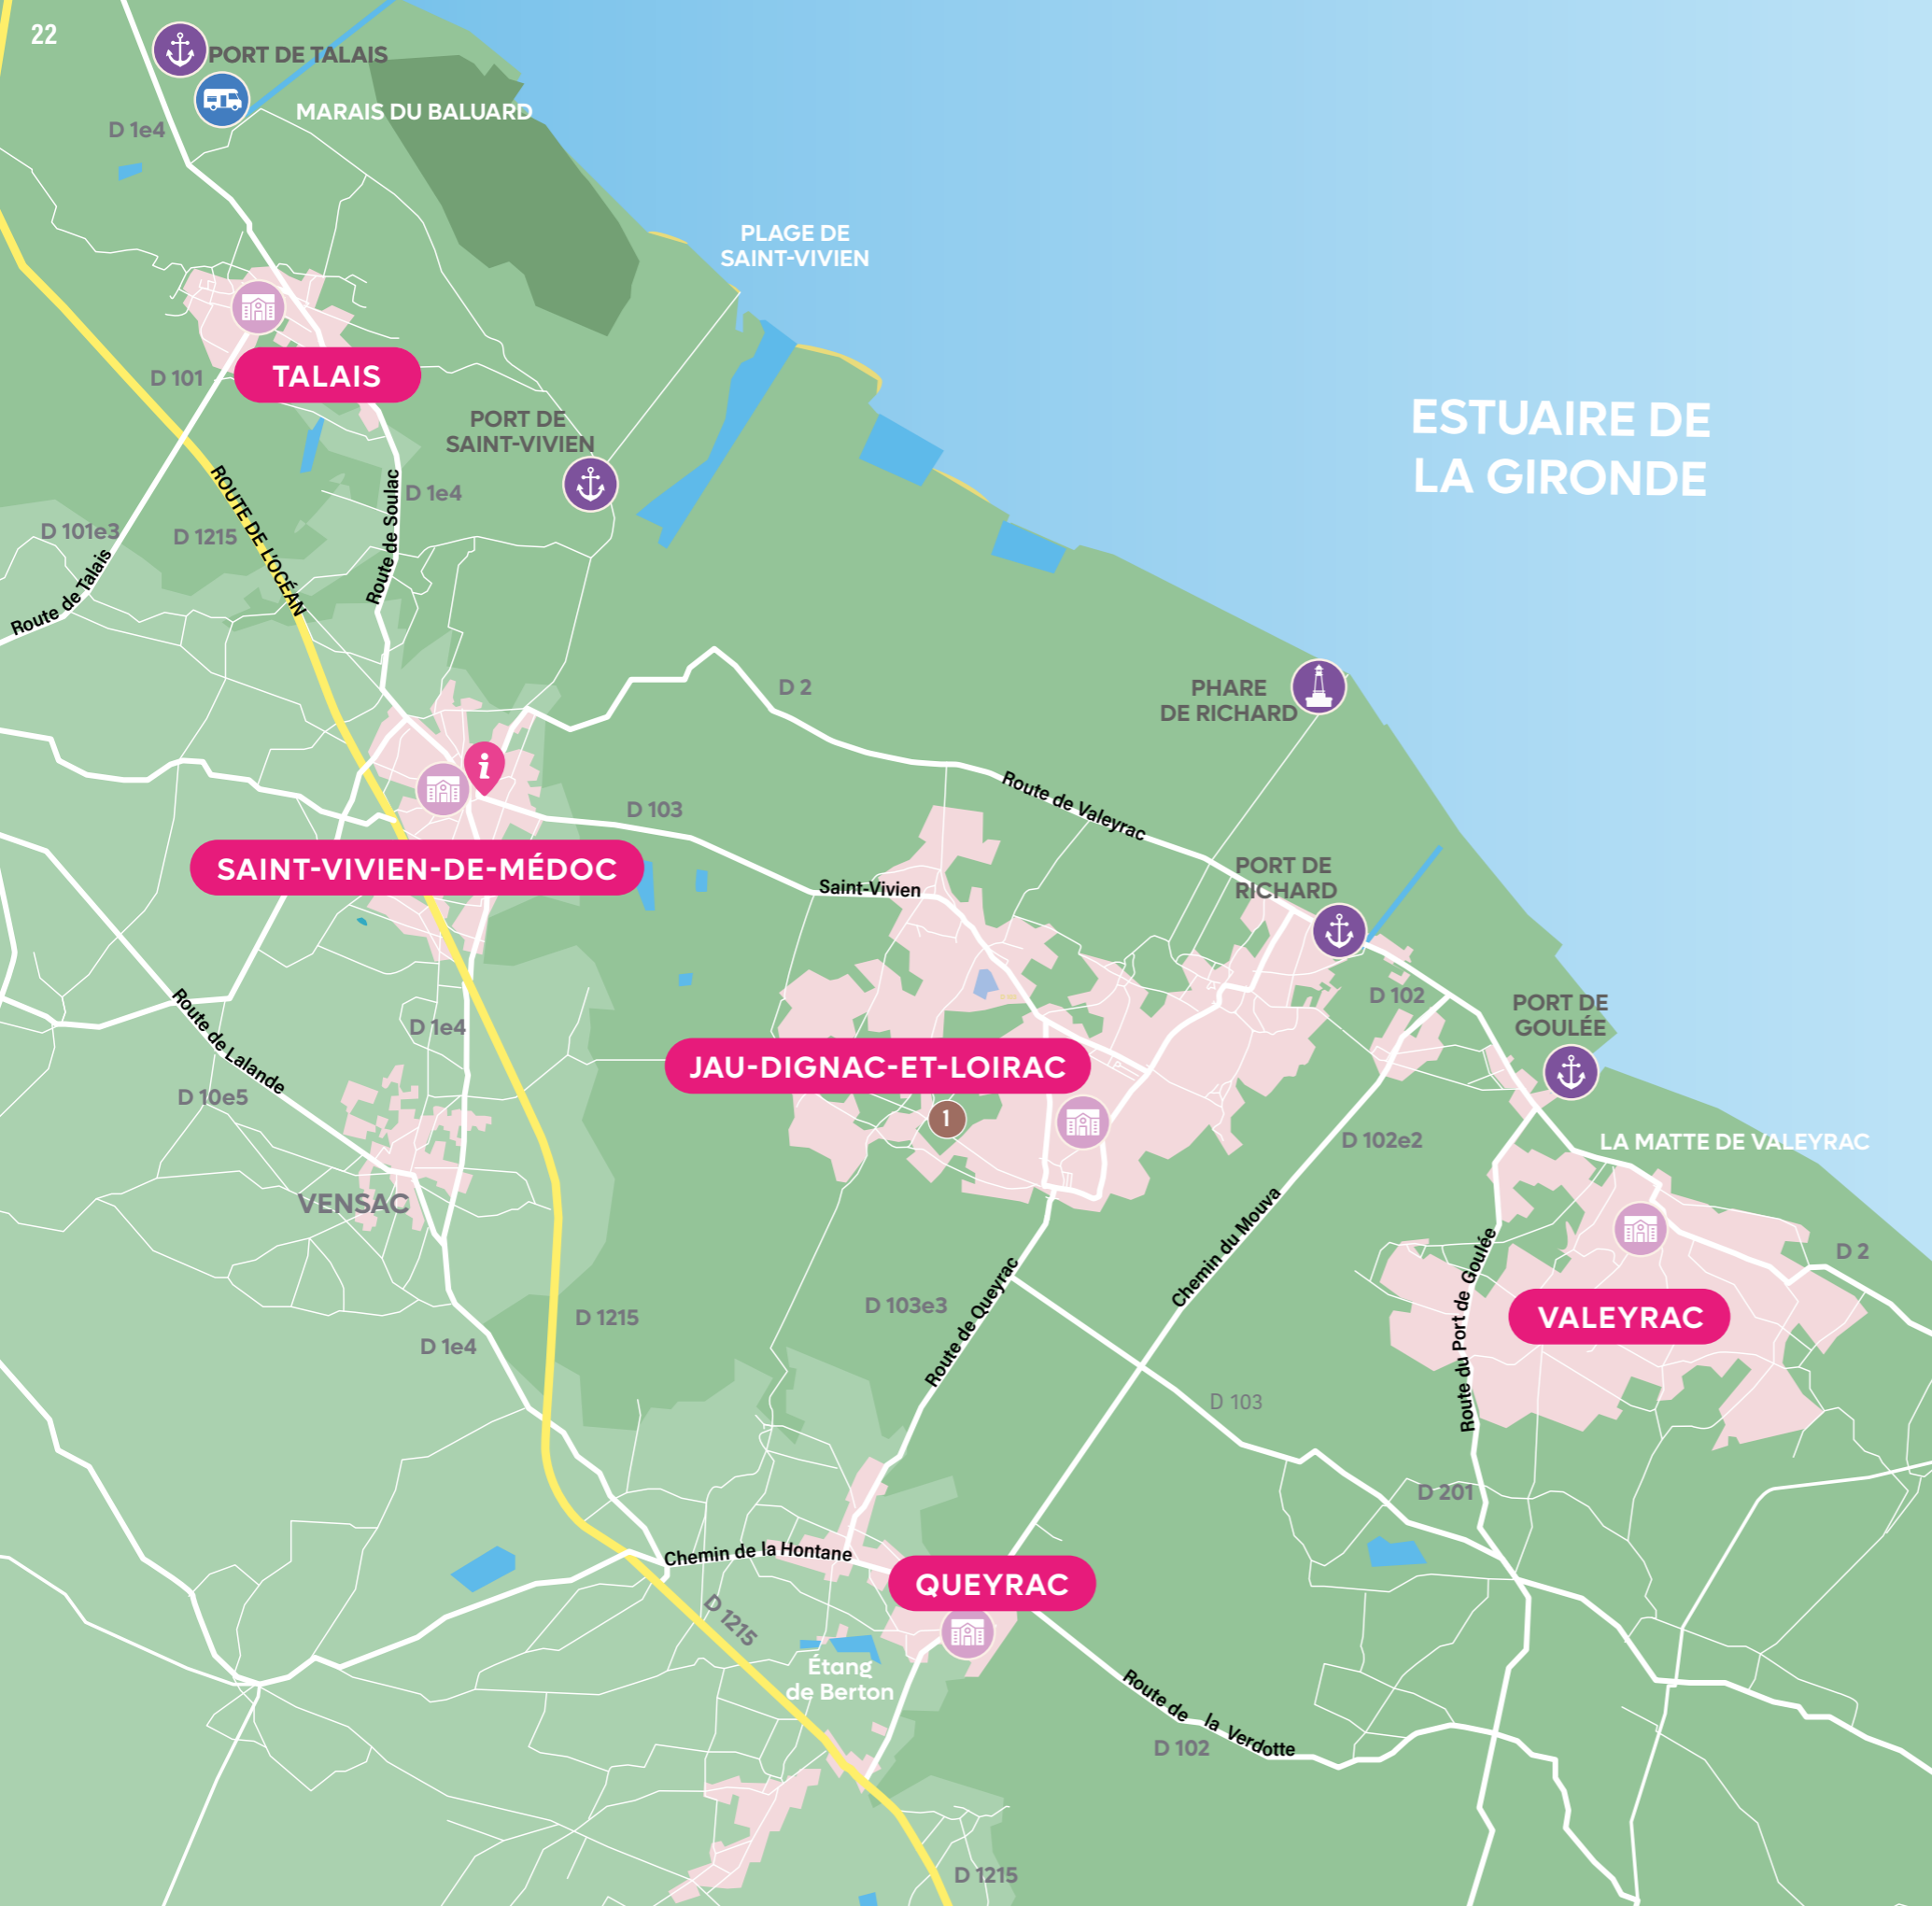 22
PORT DE TALAIS
MARAIS DU BALUARD
D 1e4
PLAGE DE
SAINT-VIVIEN
D 101
TALAIS
PORT DE
SAINT-VIVIEN
ESTUAIRE DE
LA GIRONDE
D 1e4
Route de Soulac
ROUTE DE L'OCÉAN
D 101e3
D 1215
Route de Talais
D 2
PHARE
DE RICHARD
i
Route de Valeyrac
D 103
SAINT-VIVIEN-DE-MÉDOC
Saint-Vivien
PORT DE
RICHARD
D 102
PORT DE
GOULÉE
Route de Lalande
D 1e4
JAU-DIGNAC-ET-LOIRAC
D 10e5
1
D 102e2
LA MATTE DE VALEYRAC
VENSAC
Chemin du Mouva
D 2
Route du Port de Goulée
D 103e3
Route de Queyrac
D 1215
VALEYRAC
D 1e4
D 103
D 201
Chemin de la Hontane
QUEYRAC
D 1215
Étang
de Berton
Route de la Verdotte
D 102
D 1215